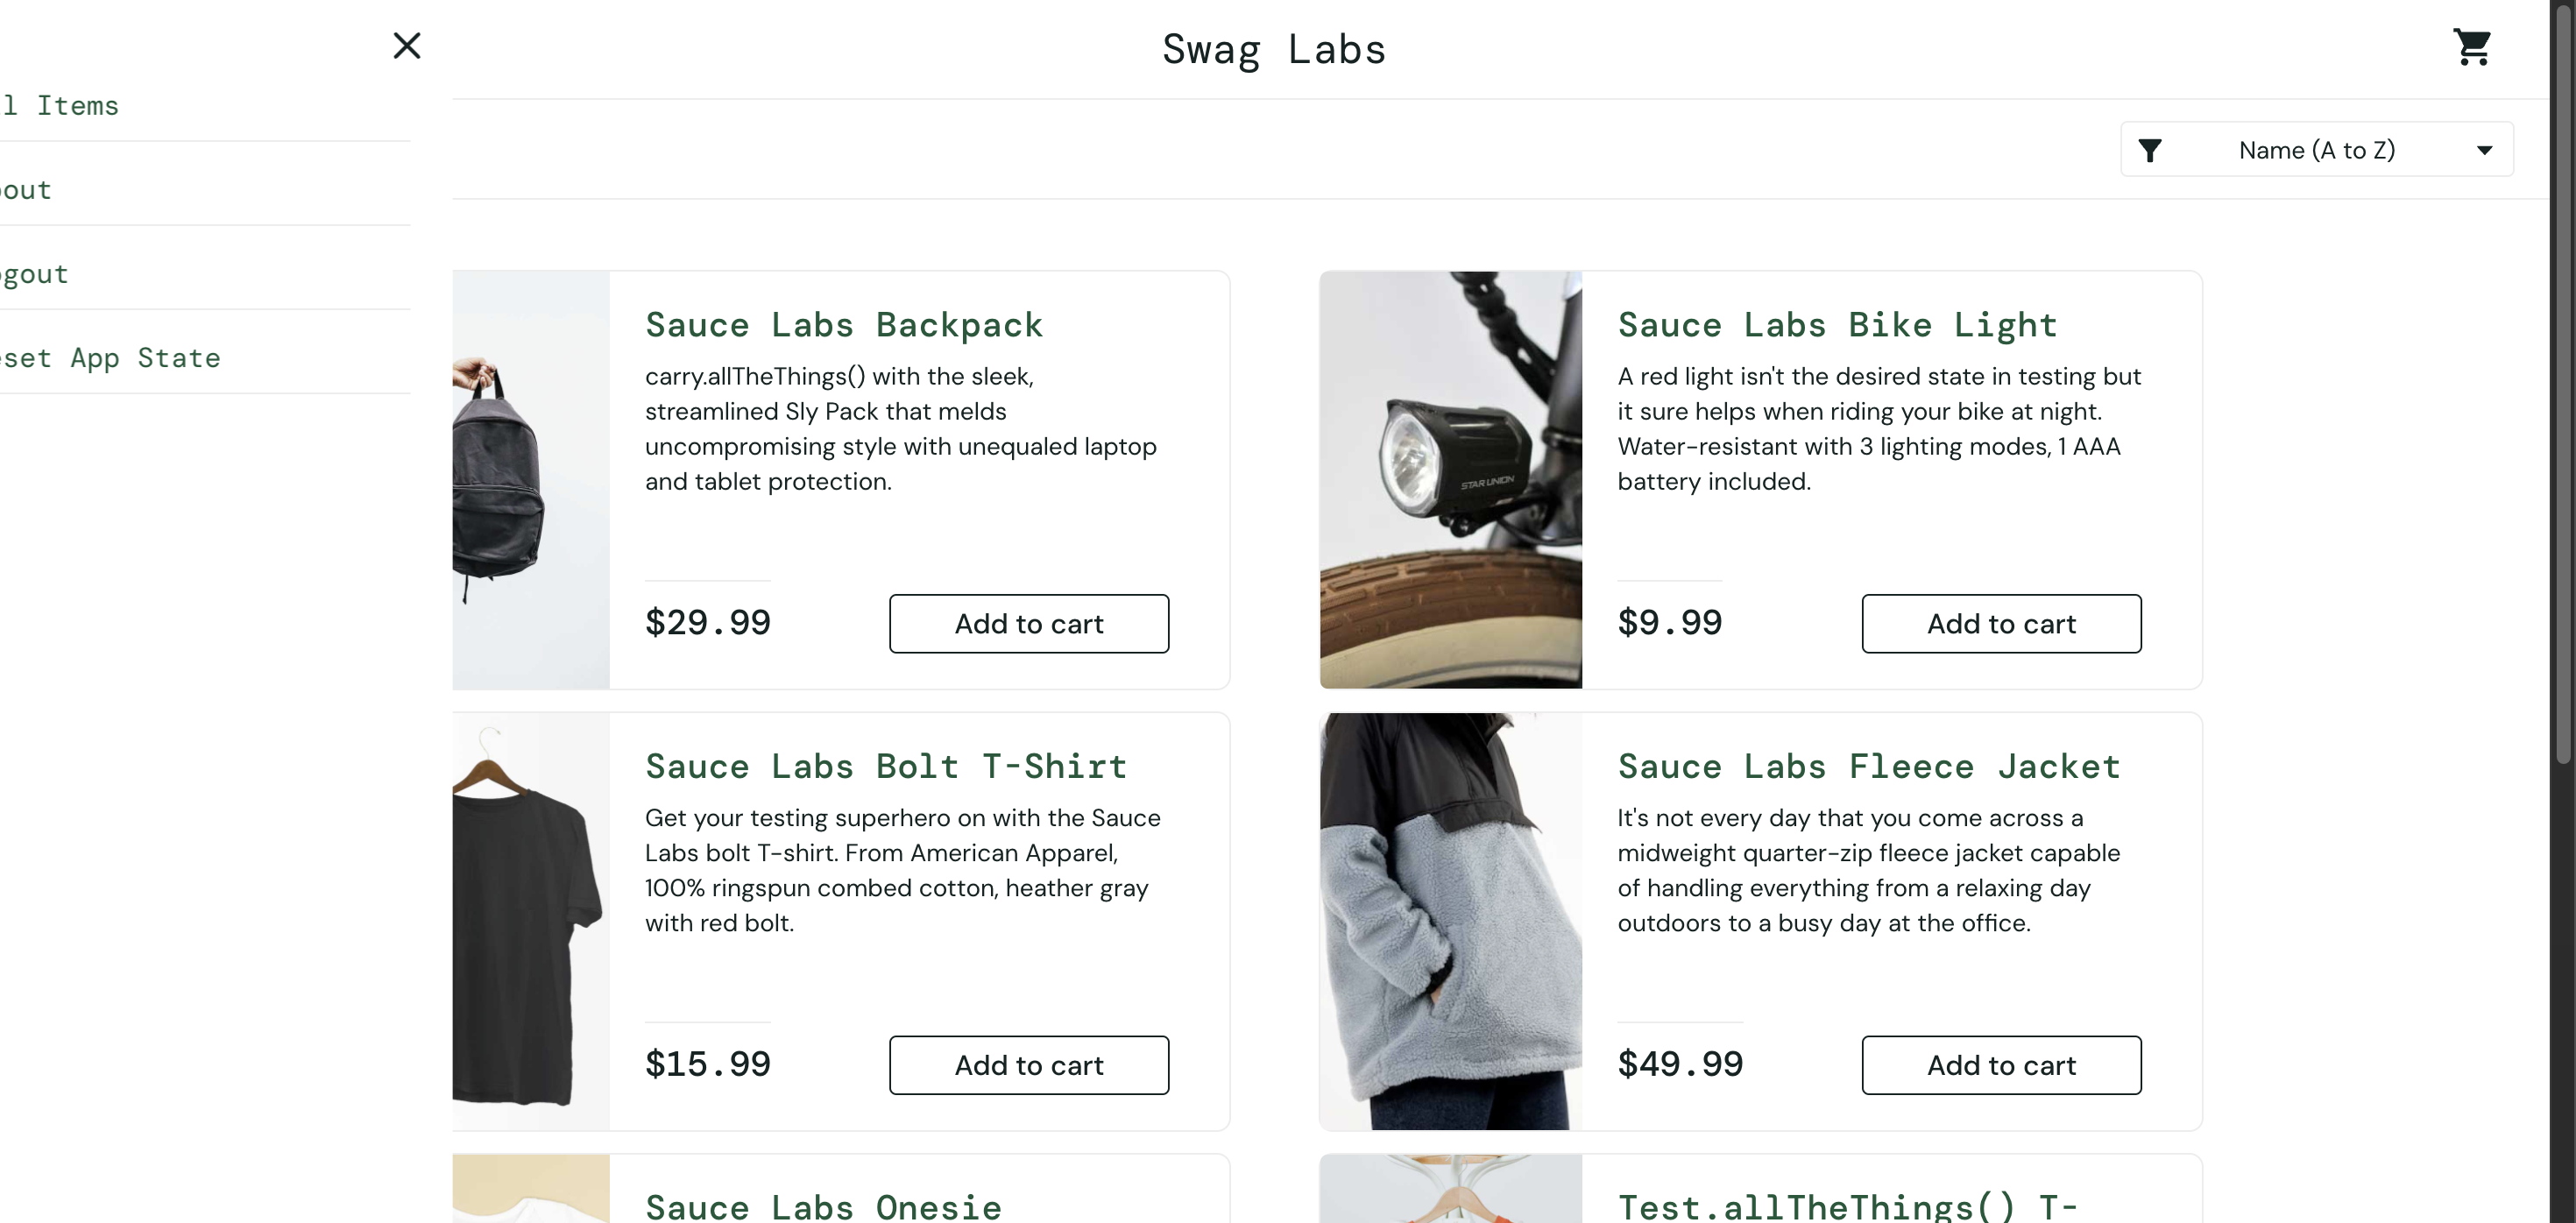 Swag Labs
l Items
out
gout
set App State
Name (A to Z)
Sauce Labs Backpack
carry.allTheThings() with the sleek,
streamlined Sly Pack that melds
uncompromising style with unequaled laptop
and tablet protection.
$29.99
Add to cart
Sauce Labs Bike Light
A red light isn't the desired state in testing but
it sure helps when riding your bike at night.
Water-resistant with 3 lighting modes, 1 AAA
battery included.
STAR UNION
$9.99
Add to cart
Sauce Labs Bolt T-Shirt
Get your testing superhero on with the Sauce
Labs bolt T-shirt. From American Apparel,
100% ringspun combed cotton, heather gray
with red bolt.
$15.99
Add to cart
Sauce Labs Fleece Jacket
It's not every day that you come across a
midweight quarter-zip fleece jacket capable
of handling everything from a relaxing day
outdoors to a busy day at the office.
$49.99
Add to cart
Sauce Labs Onesie
Test.allTheThings() T-